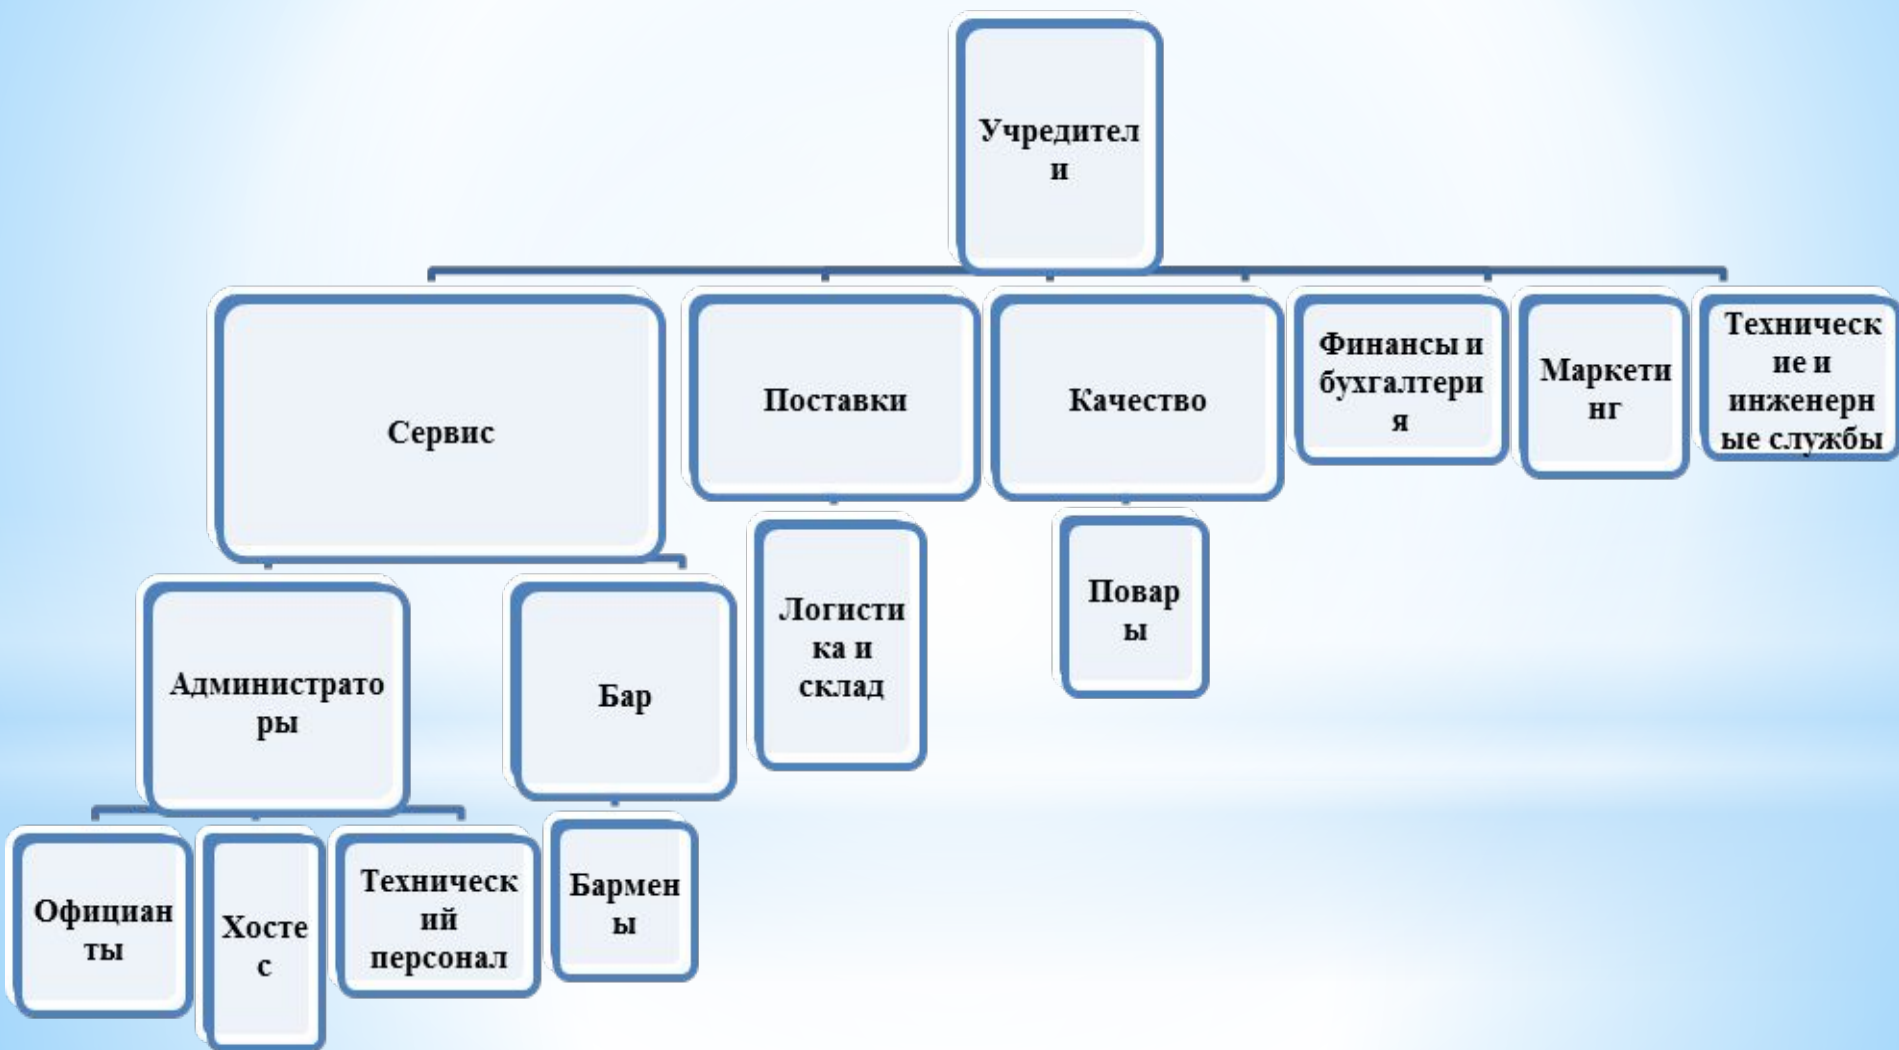 Учредител
и
Сервис
Поставки
Качество
Финансы и
бухгалтери
я
Маркети
нг
Техническ
ие и
инженерн
ые службы
Администрато
ры
Бар
Логисти
ка и
склад
Повар
ы
Официан
ты
Хосте
с
Техническ
ий
персонал
Бармен
ы